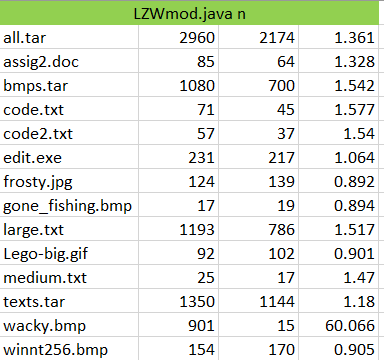 LZWmod.java n
all.tar 2960 2174 1.361
assig2.doc 85 64 1.328
bmps.tar 1080 700 1.542
code.txt 71 45 1.577
code2.txt 57 37 1.54
edit.exe 231 217 1.064
frosty.jpg 124 139 0.892
gone_fishing.bmp 17 19 0.894
large.txt 1193 786 1.517
Lego-big.gif 92 102 0.901
medium.txt 25 17 1.47
texts.tar 1350 1144 1.18
wacky.bmp 901 15 60.066
winnt256.bmp 154 170 0.905